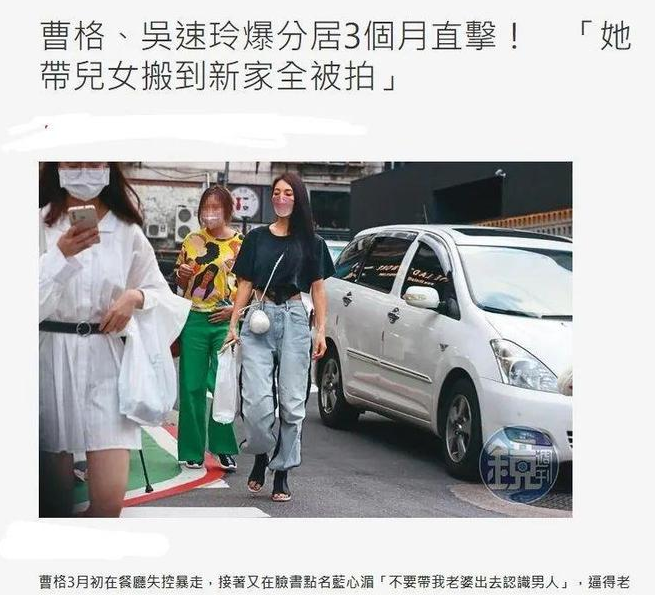 曹格、吳速玲爆分居3個月直擊! 「她
帶兒女搬到新家全被拍」
鏡週刊
曹格3月初在餐廳失控暴走,接著又在臉書點名藍心湄「不要帶我老婆出去認識男人」,逼得老